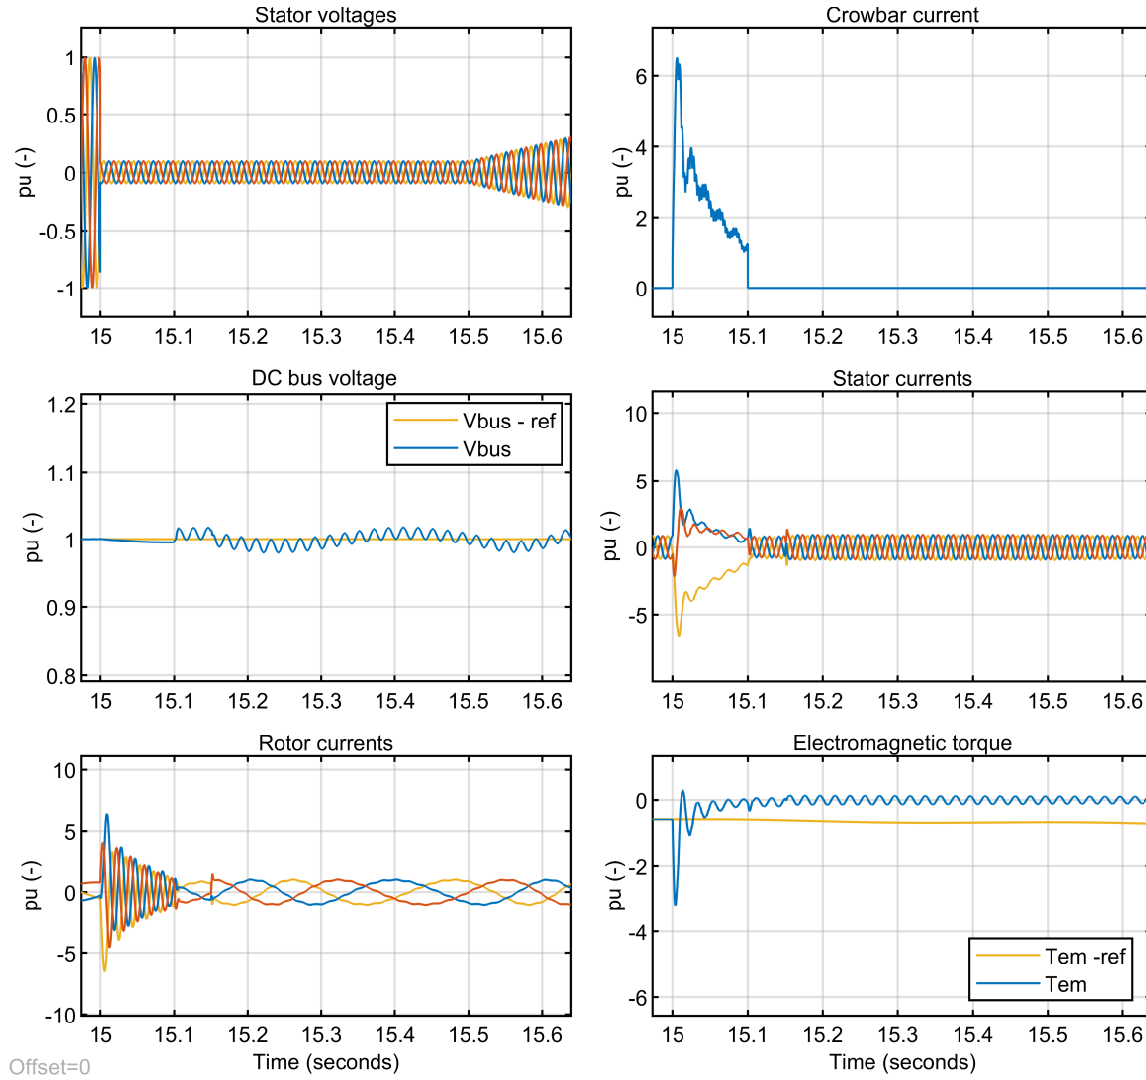 Stator voltages
pu (-)
1
0.5
0
-0.5
-1
15 15.1 15.2 15.3 15.4 15.5 15.6
Crowbar current
pu (-)
6
4
2
0
15 15.1 15.2 15.3 15.4 15.5 15.6
DC bus voltage
pu (-)
1.2
1.1
1
0.9
0.8
Vbus - ref
Vbus
15 15.1 15.2 15.3 15.4 15.5 15.6
Stator currents
pu (-)
10
5
0
-5
15 15.1 15.2 15.3 15.4 15.5 15.6
Rotor currents
pu (-)
10
5
0
-5
-10
15 15.1 15.2 15.3 15.4 15.5 15.6
Time (seconds)
Electromagnetic torque
pu (-)
0
-2
-4
-6
Tem -ref
Tem
15 15.1 15.2 15.3 15.4 15.5 15.6
Time (seconds)
Offset=0